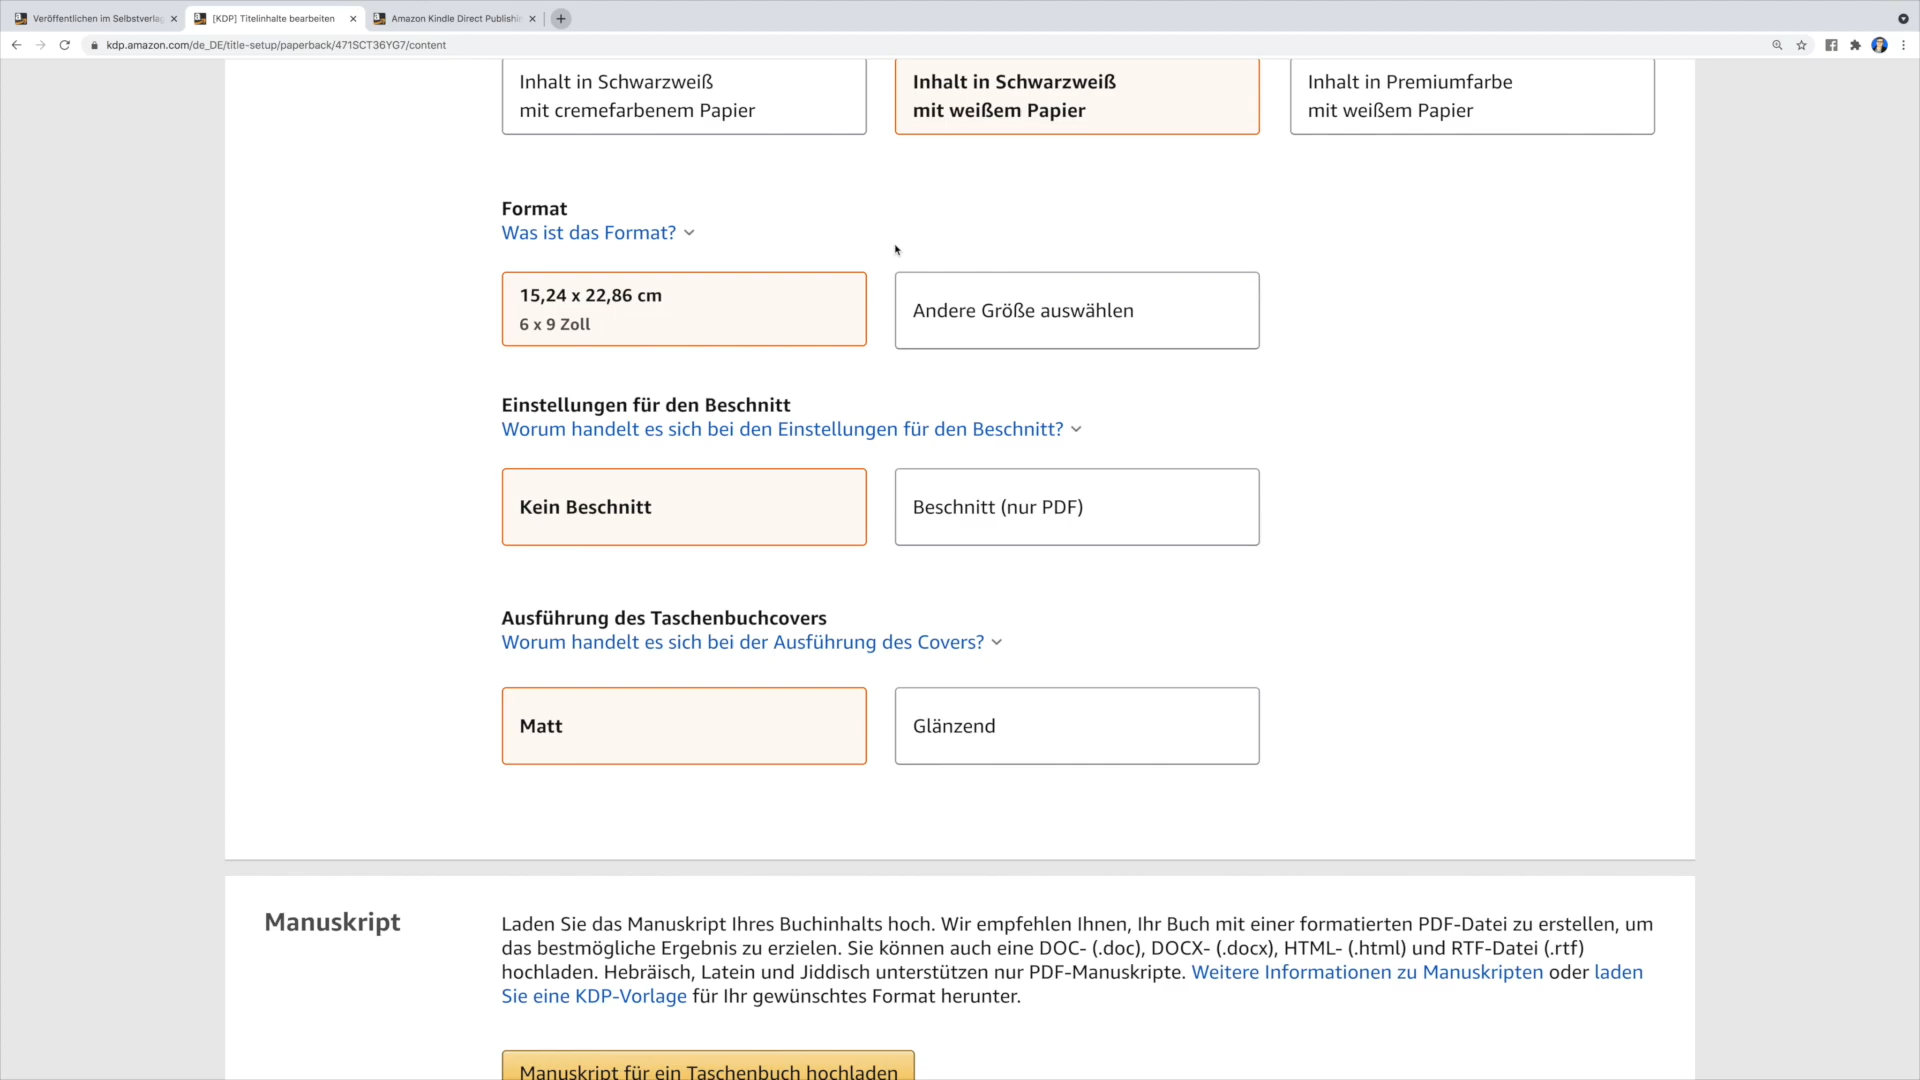 Veröffentlichen im Selbstverlag
[KDP] Titelinhalte bearbeiten
Amazon Kindle Direct Publishin
kdp.amazon.com/de_DE/title-setup/paperback/471SCT36YG7/content
Inhalt in Schwarzweiß
mit cremefarbenem Papier
Inhalt in Schwarzweiß
mit weißem Papier
Inhalt in Premiumfarbe
mit weißem Papier
Format
Was ist das Format?
15,24 x 22,86 cm
6 x 9 Zoll
Andere Größe auswählen
Einstellungen für den Beschnitt
Worum handelt es sich bei den Einstellungen für den Beschnitt?
Kein Beschnitt
Beschnitt (nur PDF)
Ausführung des Taschenbuchcovers
Worum handelt es sich bei der Ausführung des Covers?
Matt
Glänzend
Manuskript
Laden Sie das Manuskript Ihres Buchinhalts hoch. Wir empfehlen Ihnen, Ihr Buch mit einer formatierten PDF-Datei zu erstellen, um
das bestmögliche Ergebnis zu erzielen. Sie können auch eine DOC- (.doc), DOCX- (.docx), HTML- (.html) und RTF-Datei (.rtf)
hochladen. Hebräisch, Latein und Jiddisch unterstützen nur PDF-Manuskripte. Weitere Informationen zu Manuskripten oder laden
Sie eine KDP-Vorlage für Ihr gewünschtes Format herunter.
Manuskript für ein Taschenbuch hochladen